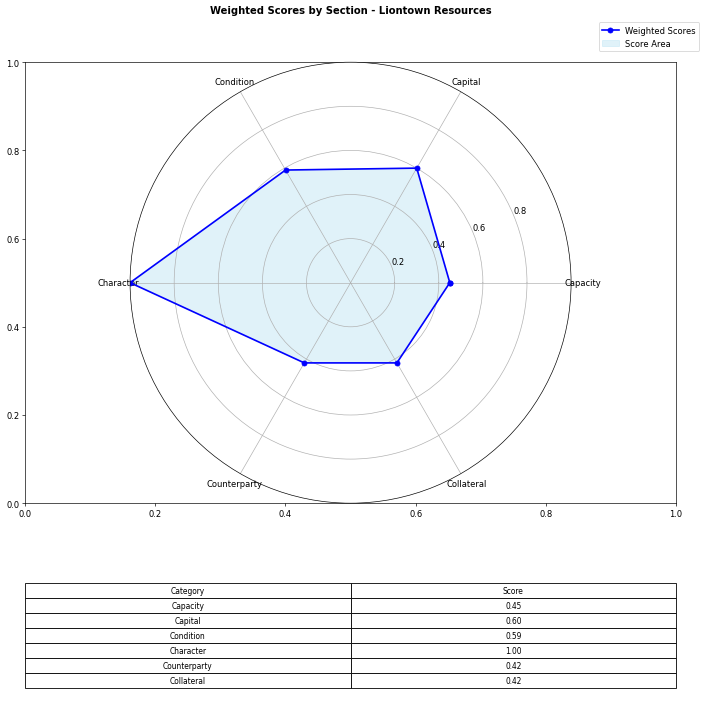 Weighted Scores by Section - Liontown Resources
Weighted Scores
Score Area
1.0
Condition
Capital
0.8
0.8
0.6
0.6
0.4
0.2
Character
Capacity
0.4
0.2
Counterparty
Collateral
0.0
0.0 0.2 0.4 0.6 0.8 1.0
Category Score
Capacity 0.45
Capital 0.60
Condition 0.59
Character 1.00
Counterparty 0.42
Collateral 0.42